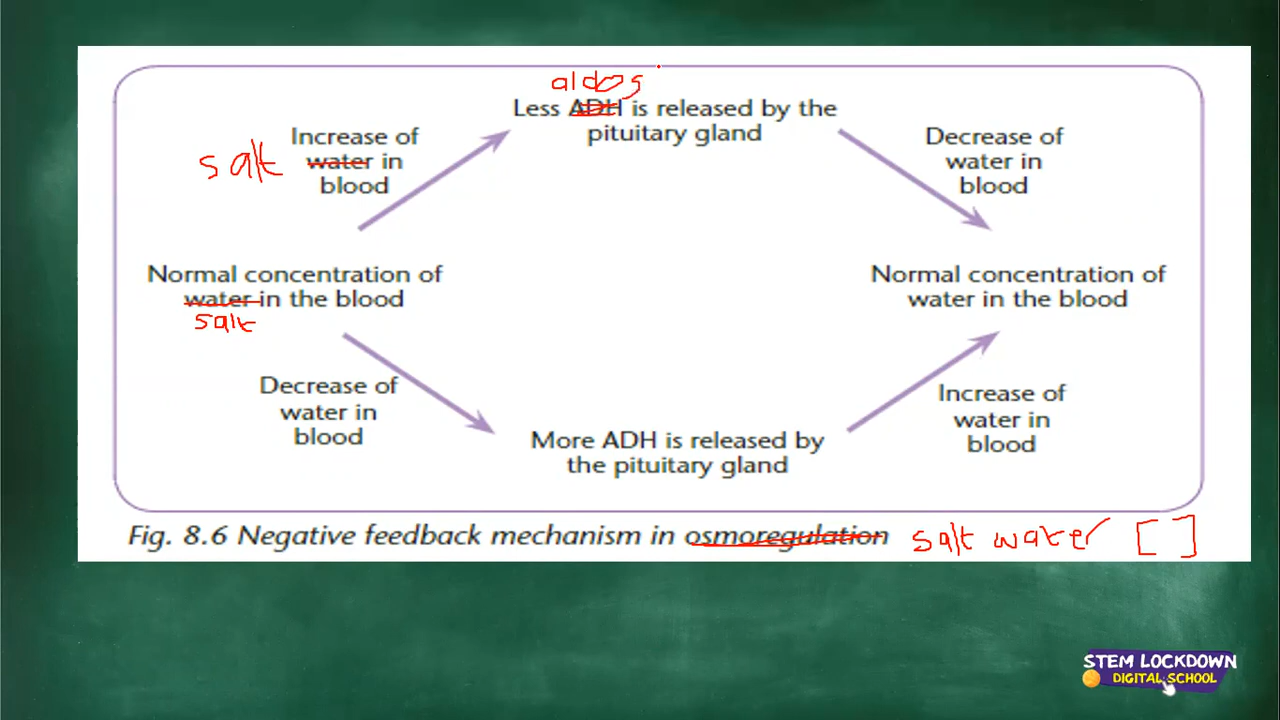 aldos
Less ADH is released by the
pituitary gland
Increase of
salt water in
blood
Decrease of
water in
blood
Normal concentration of
water in the blood
salt
Normal concentration of
water in the blood
Decrease of
water in
blood
Increase of
water in
blood
More ADH is released by
the pituitary gland
Fig. 8.6 Negative feedback mechanism in osmoregulation salt water [ ]
STEM LOCKDOWN
DIGITAL SCHOOL